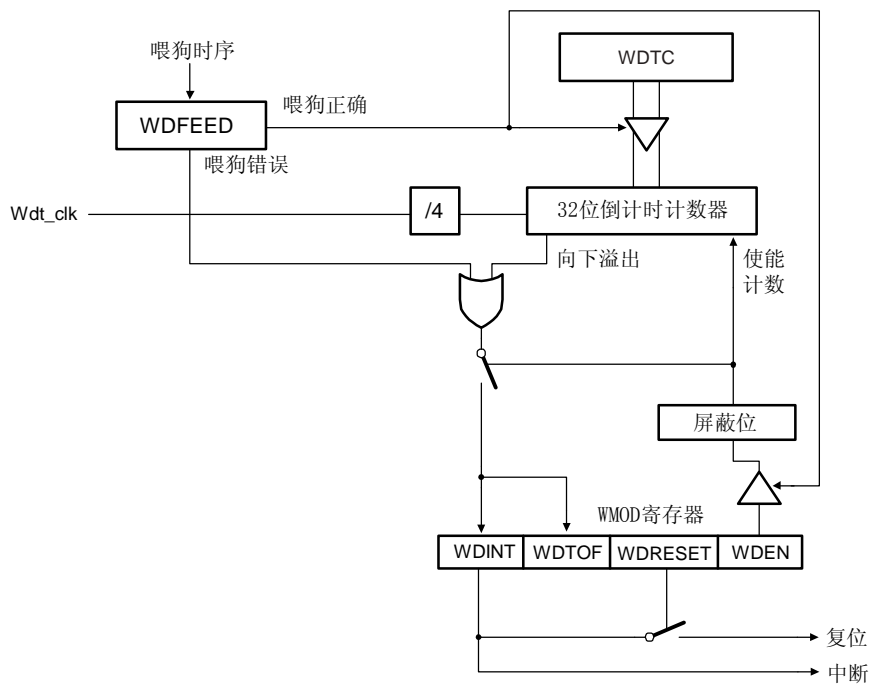 喂狗时序
WDTC
喂狗正确
WDFEED
喂狗错误
Wdt_clk
/4
32位倒计时计数器
向下溢出
使能
计数
屏蔽位
WMOD寄存器
WDINT
WDTOF
WDRESET
WDEN
复位
中断